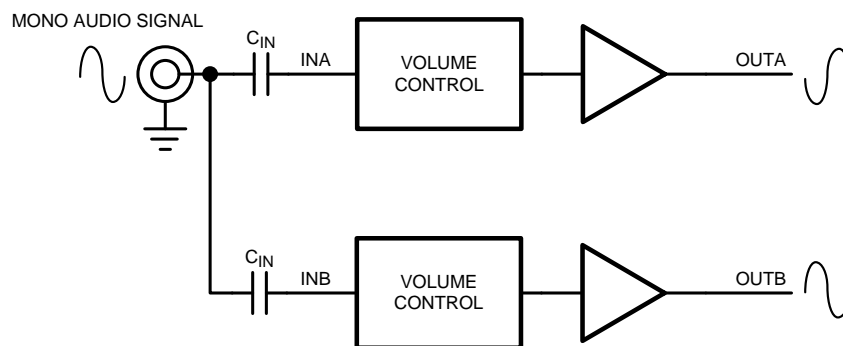 MONO AUDIO SIGNAL
CIN
INA
VOLUME
CONTROL
OUTA
CIN
INB
VOLUME
CONTROL
OUTB